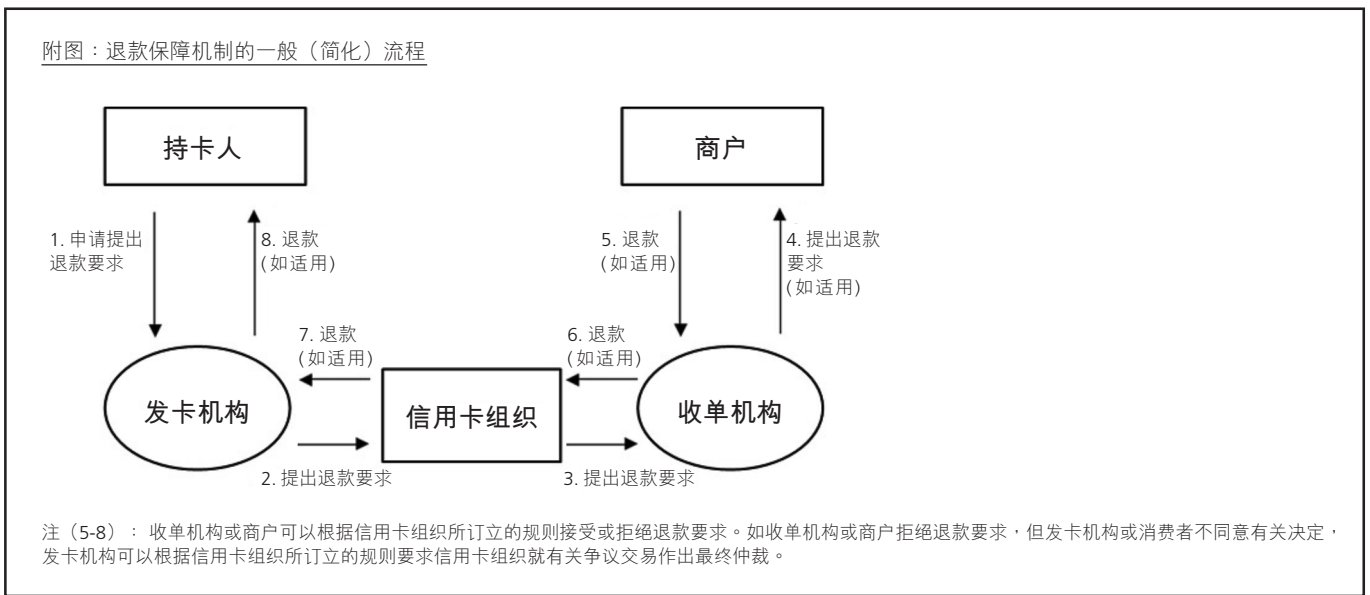 附图：退款保障机制的一般（简化）流程
持卡人
商户
1. 申请提出
退款要求
8. 退款
(如适用)
5. 退款
(如适用)
4. 提出退款
要求
(如适用)
7. 退款
(如适用)
6. 退款
(如适用)
发卡机构
信用卡组织
收单机构
2. 提出退款要求
3. 提出退款要求
注（5-8）： 收单机构或商户可以根据信用卡组织所订立的规则接受或拒绝退款要求。如收单机构或商户拒绝退款要求，但发卡机构或消费者不同意有关决定，
发卡机构可以根据信用卡组织所订立的规则要求信用卡组织就有关争议交易作出最终仲裁。